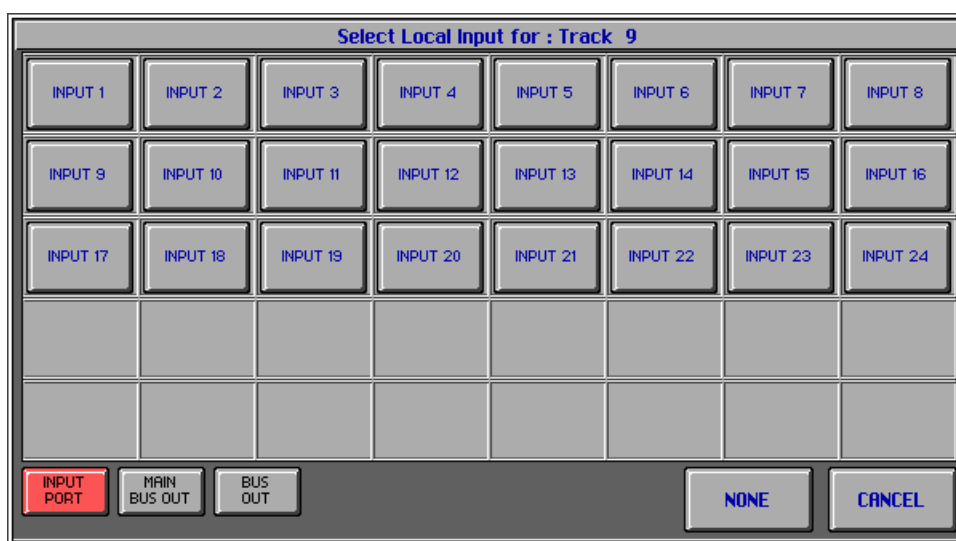 Select Local Input for : Track 9
INPUT 1 INPUT 2 INPUT 3 INPUT 4 INPUT 5 INPUT 6 INPUT 7 INPUT 8
INPUT 9 INPUT 10 INPUT 11 INPUT 12 INPUT 13 INPUT 14 INPUT 15 INPUT 16
INPUT 17 INPUT 18 INPUT 19 INPUT 20 INPUT 21 INPUT 22 INPUT 23 INPUT 24
INPUT PORT
MAIN BUS OUT
BUS OUT
NONE
CANCEL